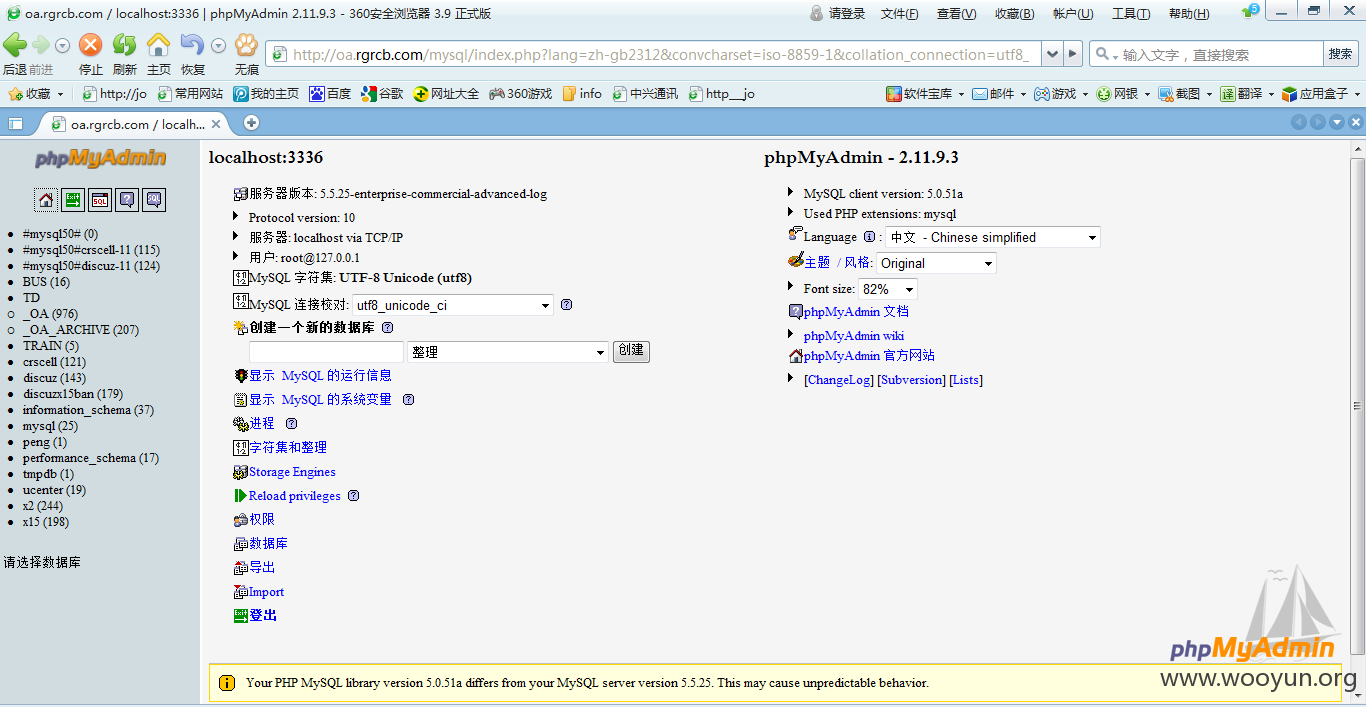 oa.rgrcb.com / localhost:3336 | phpMyAdmin 2.11.9.3 - 360安全浏览器 3.9 正式版
请登录 文件(F) 查看(V) 收藏(B) 帐户(U) 工具(T) 帮助(H) 5
后退 前进 停止 刷新 主页 恢复 无痕
http://oa.rgrcb.com/mysql/index.php?lang=zh-gb2312&convcharset=iso-8859-1&collation_connection=utf8_
输入文字，直接搜索 搜索
收藏 http://jo 常用网站 我的主页 百度 谷歌 网址大全 360游戏 info 中兴通讯 http__jo 软件宝库 邮件 游戏 网银 截图 翻译 应用盒子
oa.rgrcb.com / localh...
phpMyAdmin
#mysql50# (0)
#mysql50#crscell-11 (115)
#mysql50#discuz-11 (124)
BUS (16)
TD
_OA (976)
_OA_ARCHIVE (207)
TRAIN (5)
crscell (121)
discuz (143)
discuzx15ban (179)
information_schema (37)
mysql (25)
peng (1)
performance_schema (17)
tmpdb (1)
ucenter (19)
x2 (244)
x15 (198)
请选择数据库
localhost:3336
服务器版本: 5.5.25-enterprise-commercial-advanced-log
Protocol version: 10
服务器: localhost via TCP/IP
用户: root@127.0.0.1
MySQL 字符集: UTF-8 Unicode (utf8)
MySQL 连接校对: utf8_unicode_ci
创建一个新的数据库
整理 创建
显示 MySQL 的运行信息
显示 MySQL 的系统变量
进程
字符集和整理
Storage Engines
Reload privileges
权限
数据库
导出
Import
登出
phpMyAdmin - 2.11.9.3
MySQL client version: 5.0.51a
Used PHP extensions: mysql
Language : 中文 - Chinese simplified
主题 / 风格: Original
Font size: 82%
phpMyAdmin 文档
phpMyAdmin wiki
phpMyAdmin 官方网站
[ChangeLog] [Subversion] [Lists]
phpMyAdmin
Your PHP MySQL library version 5.0.51a differs from your MySQL server version 5.5.25. This may cause unpredictable behavior.
www.wooyun.org